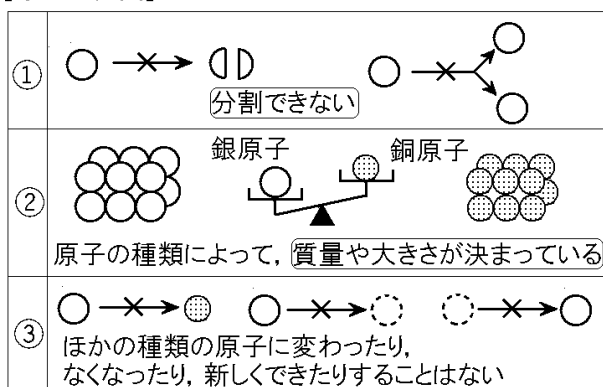 ①
分割できない
②
銀原子
銅原子
原子の種類によって，質量や大きさが決まっている
③
ほかの種類の原子に変わったり，
なくなったり，新しくできたりすることはない